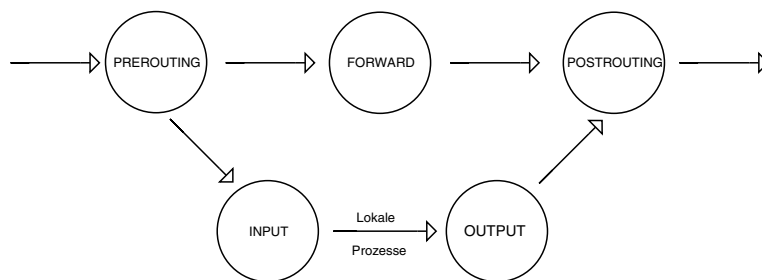 PREROUTING
FORWARD
POSTROUTING
INPUT
Lokale
Prozesse
OUTPUT